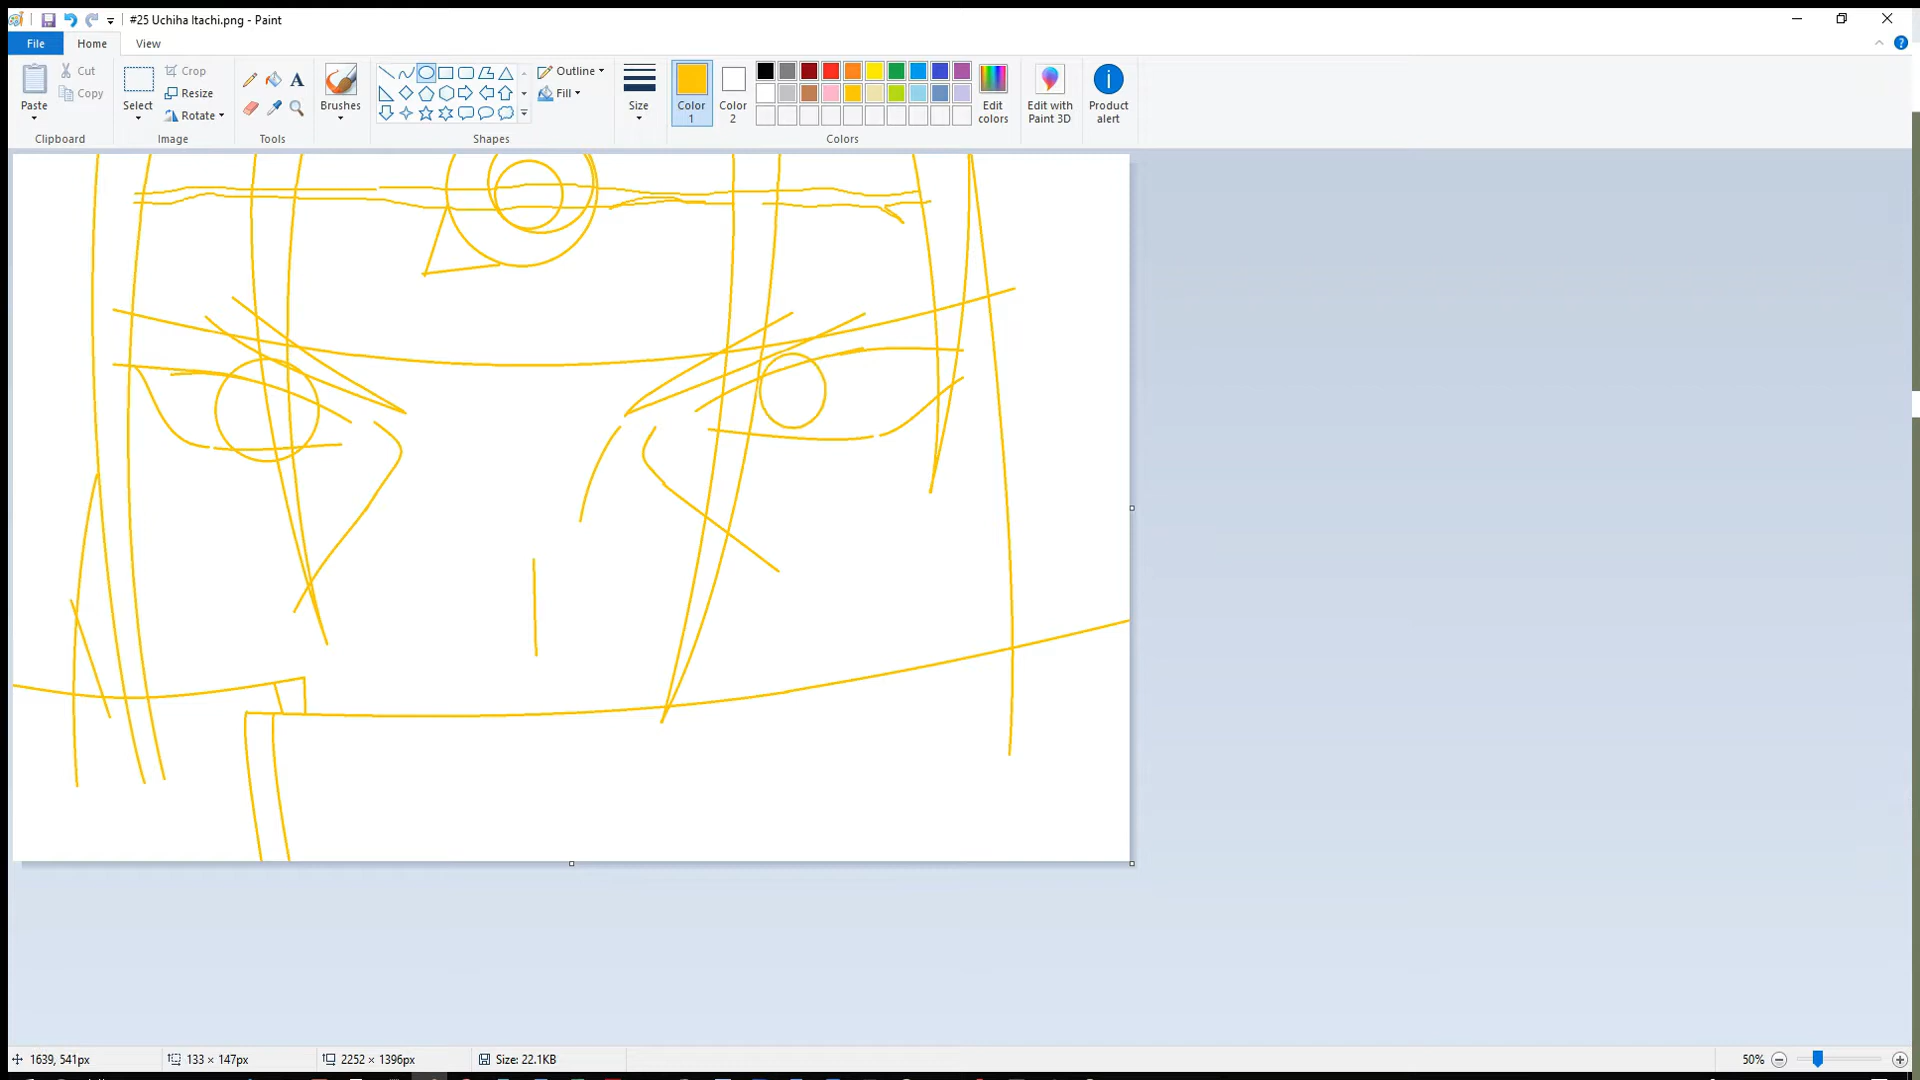 #25 Uchiha Itachi.png - Paint
File Home View
Paste
Cut
Copy
Clipboard
Select
Crop
Resize
Rotate
Image
A
Tools
Brushes
Outline
Fill
Shapes
Size
Color 1
Color 2
Colors
Edit colors
Edit with Paint 3D
Product alert
1639, 541px
133 × 147px
2252 × 1396px
Size: 22.1KB
50%